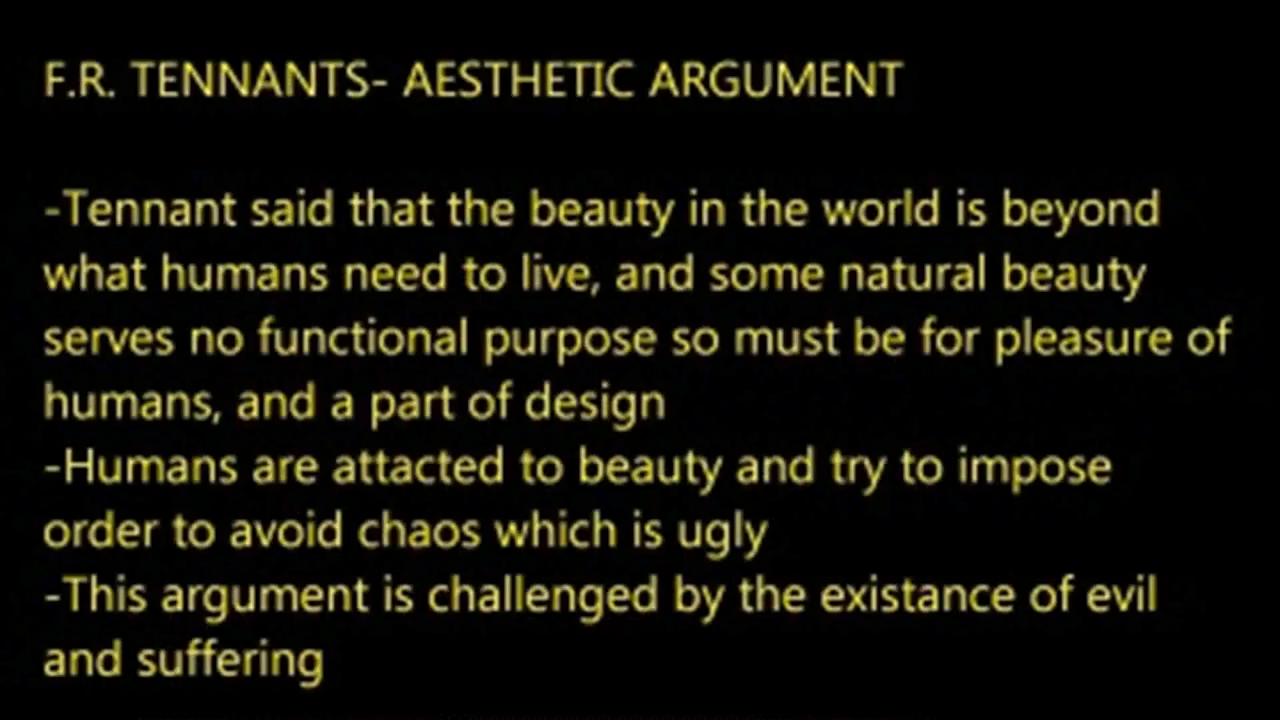 F.R. TENNANTS- AESTHETIC ARGUMENT
-Tennant said that the beauty in the world is beyond
what humans need to live, and some natural beauty
serves no functional purpose so must be for pleasure of
humans, and a part of design
-Humans are attacted to beauty and try to impose
order to avoid chaos which is ugly
-This argument is challenged by the existance of evil
and suffering